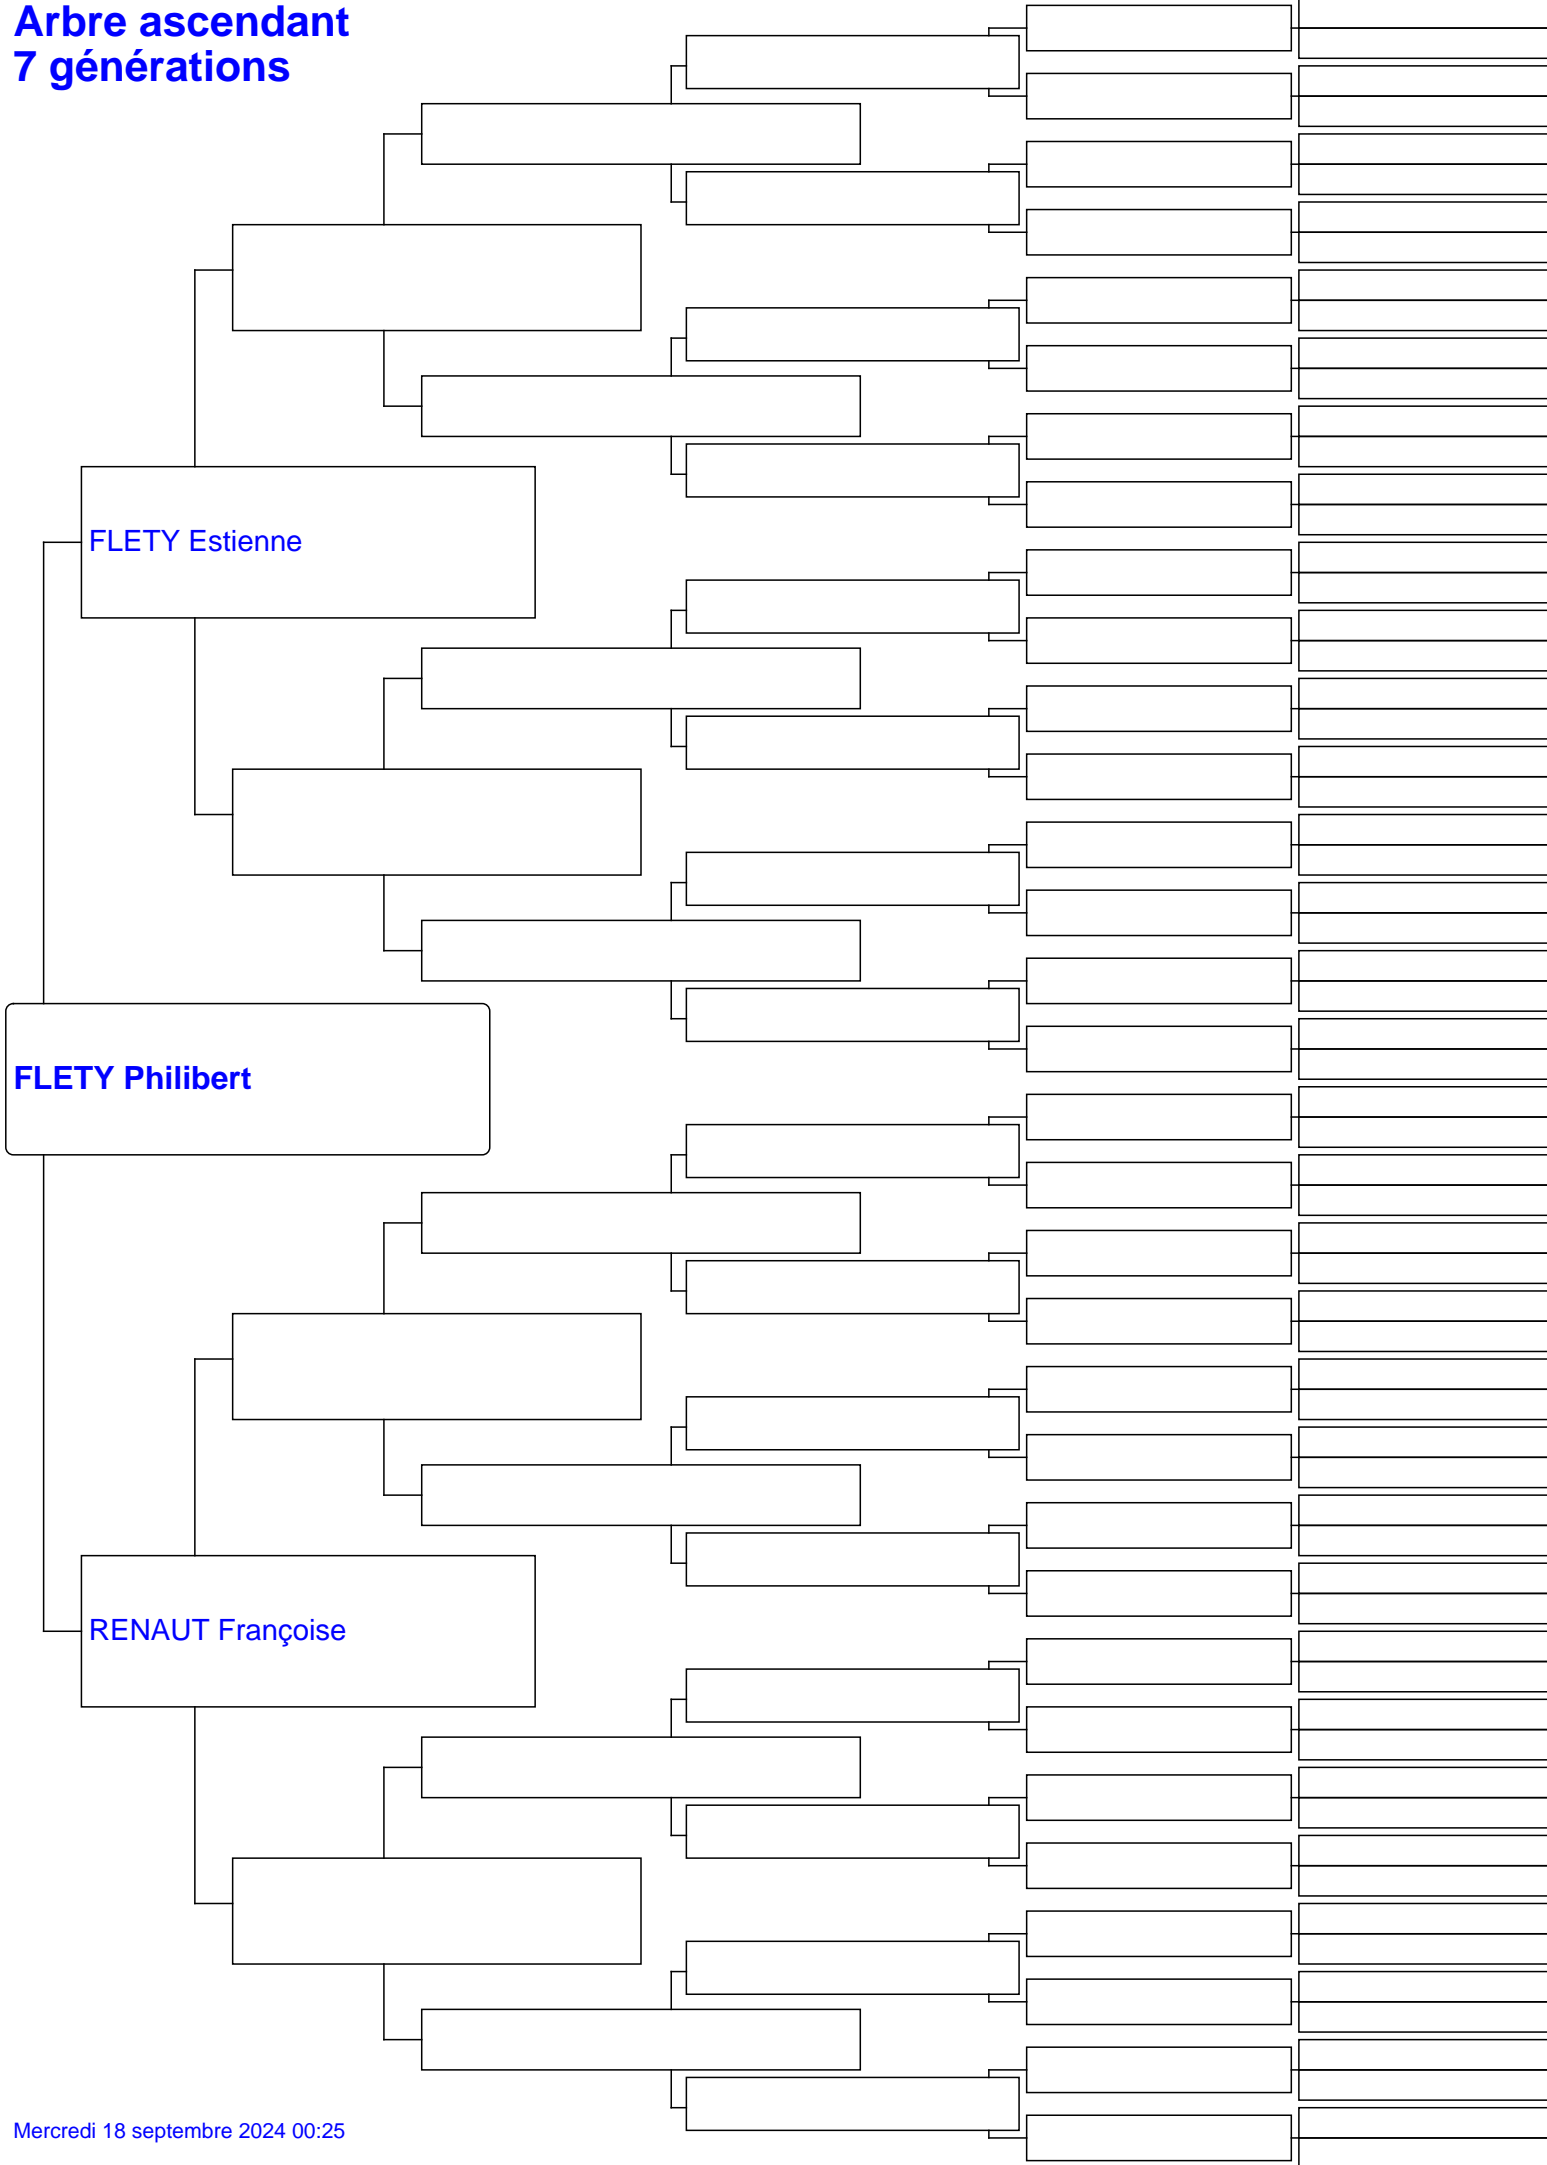 Arbre ascendant
7 générations
FLETY Estienne
FLETY Philibert
RENAUT Françoise
Mercredi 18 septembre 2024 00:25